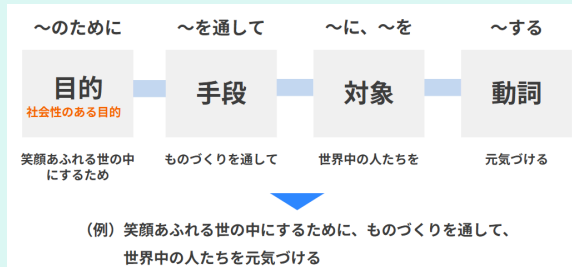 ～のために
～を通して
～に、～を
～する
目的
社会性のある目的
手段
対象
動詞
笑顔あふれる世の中
にするため
ものづくりを通して
世界中の人たちを
元気づける
（例）笑顔あふれる世の中にするために、ものづくりを通して、
世界中の人たちを元気づける